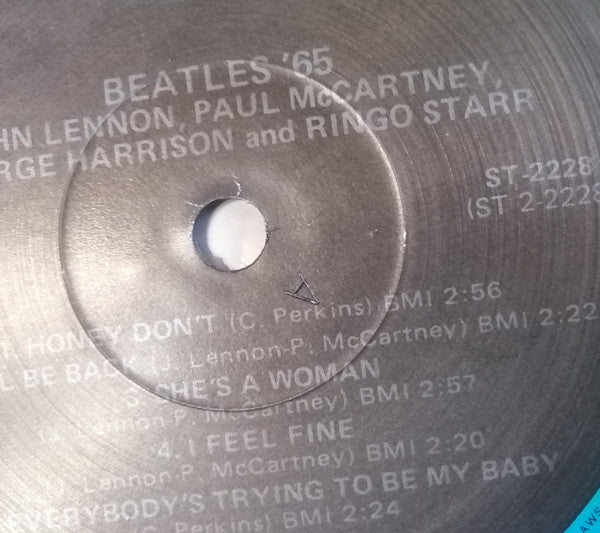 BEATLES '65
HN LENNON, PAUL McCARTNEY,
RGE HARRISON and RINGO STARR
ST-2228
(ST 2-2228
1. HONEY DON'T (C. Perkins) BMI 2:56
L BE BACK (J. Lennon-P. McCartney) BMI 2:22
3. SHE'S A WOMAN
(J. Lennon-P. McCartney) BMI 2:57
4. I FEEL FINE
(J. Lennon-P. McCartney) BMI 2:20
EVERYBODY'S TRYING TO BE MY BABY
(C. Perkins) BMI 2:24